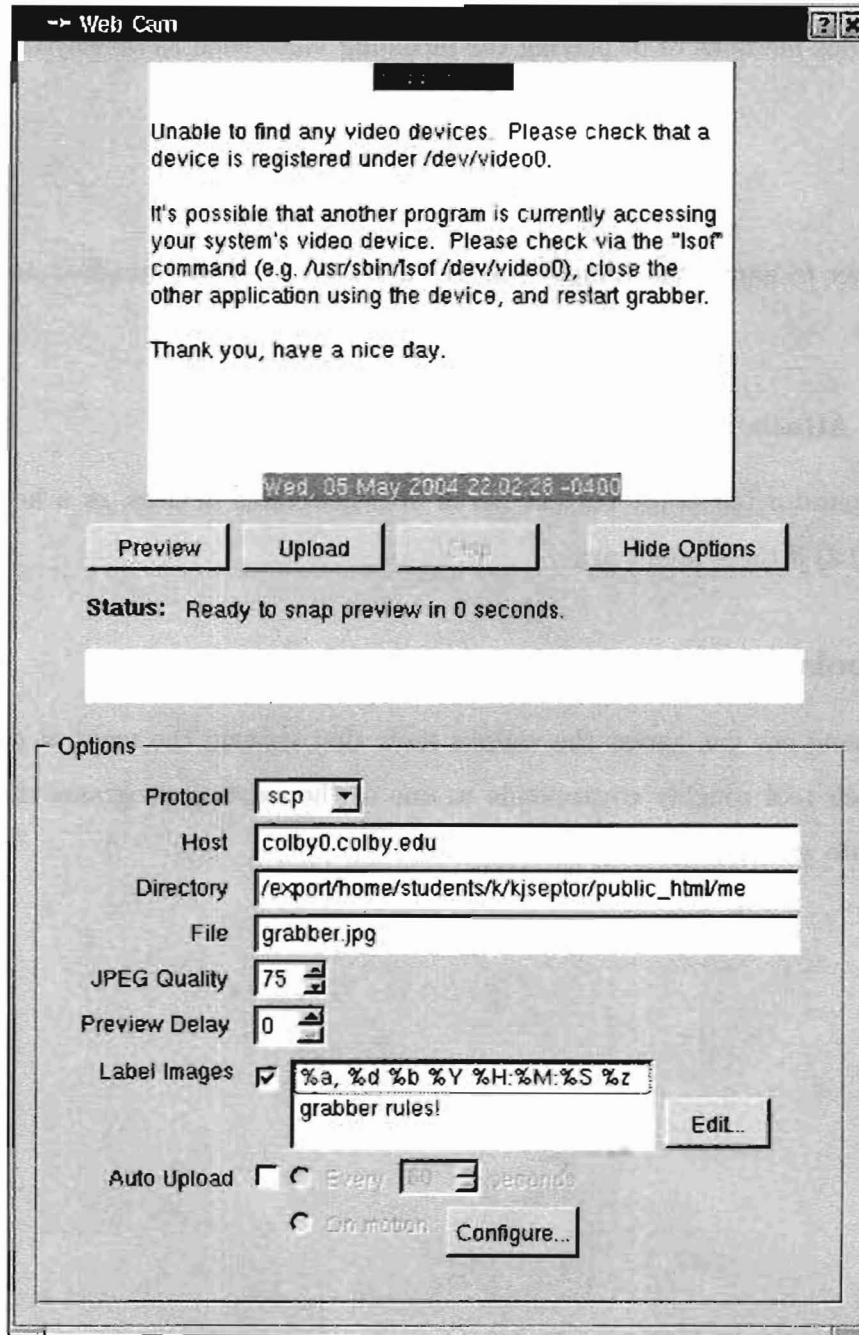 Web Cam
Unable to find any video devices. Please check that a
device is registered under /dev/video0.
It's possible that another program is currently accessing
your system's video device. Please check via the "lsof"
command (e.g. /usr/sbin/lsof /dev/video0), close the
other application using the device, and restart grabber.
Thank you, have a nice day.
Wed, 05 May 2004 22:02:28 -0400
Preview Upload Stop Hide Options
Status: Ready to snap preview in 0 seconds.
Options
Protocol scp
Host colby0.colby.edu
Directory /export/home/students/k/kjseptor/public_html/me
File grabber.jpg
JPEG Quality 75
Preview Delay 0
Label Images %a, %d %b %Y %H:%M:%S %z
grabber rules!
Edit...
Auto Upload Every 60 seconds
On motion Configure...